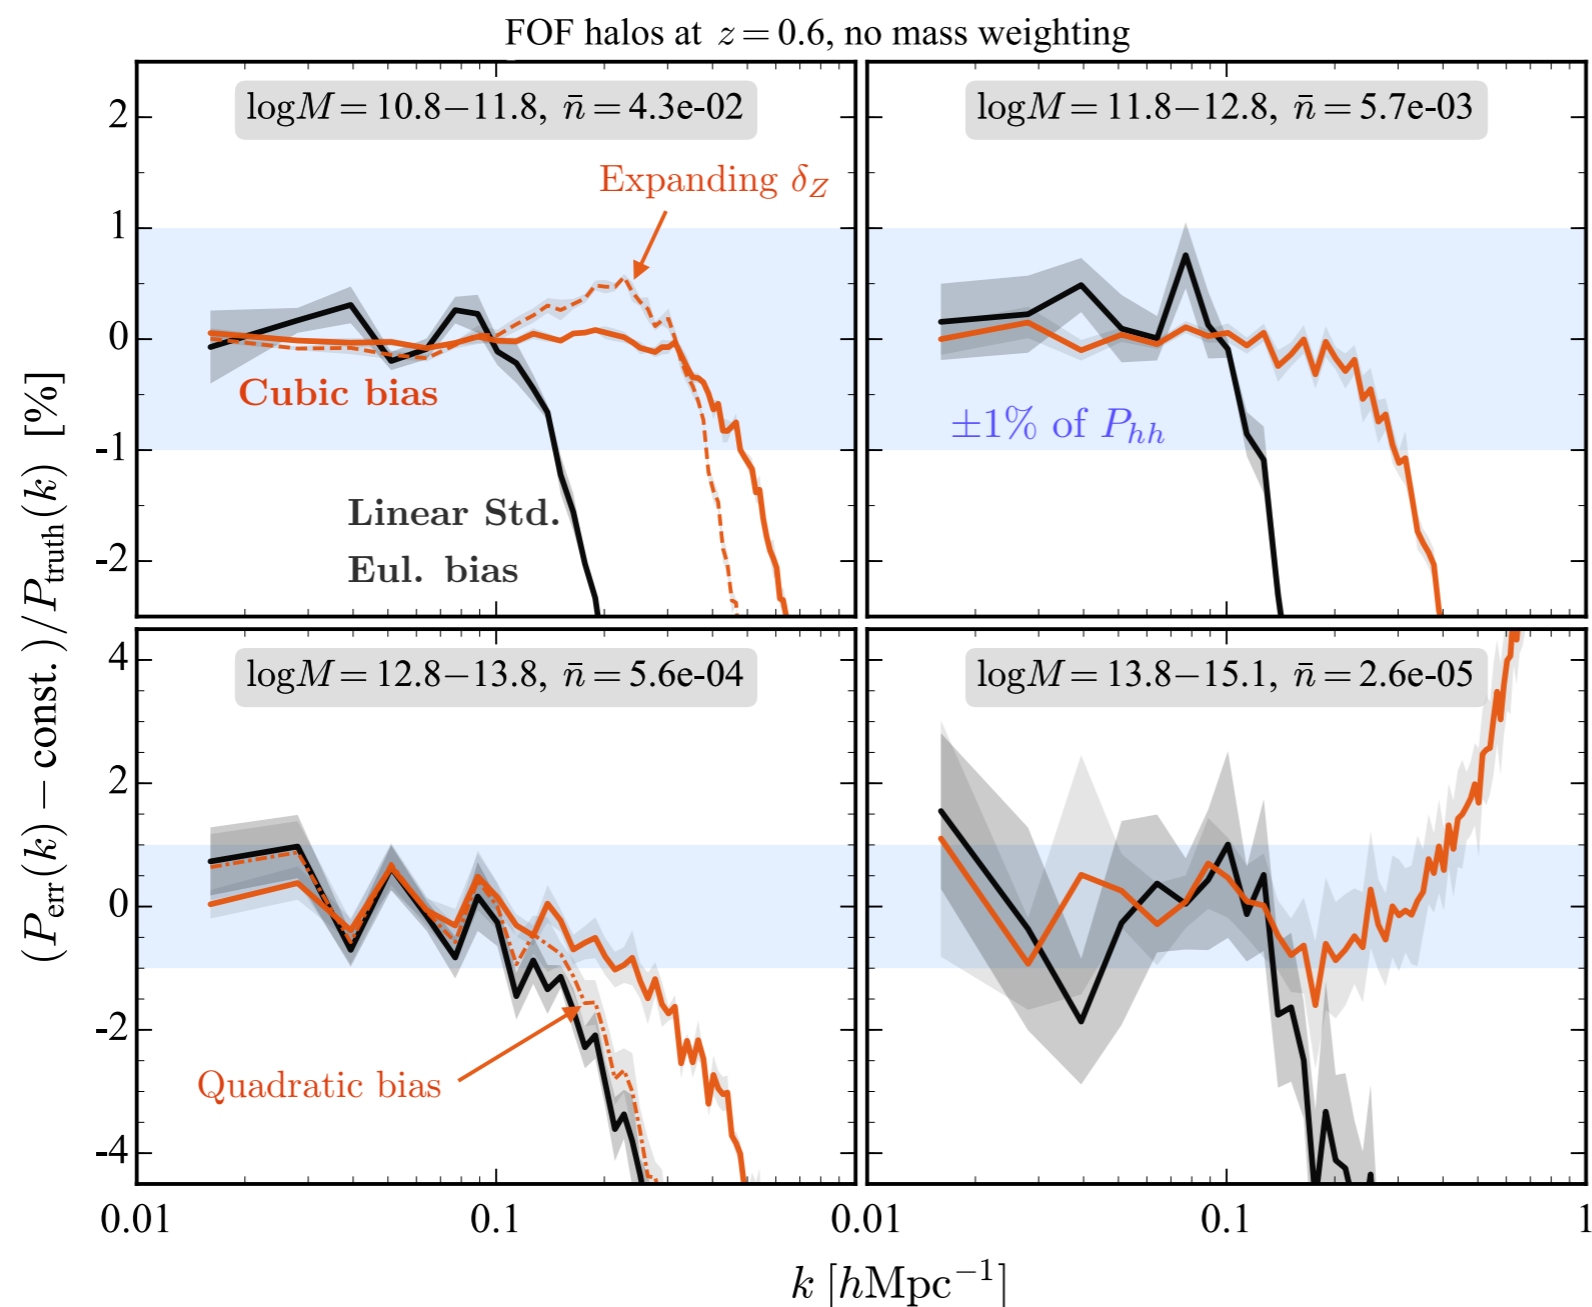 FOF halos at z = 0.6, no mass weighting
logM = 10.8−11.8, n̄ = 4.3e-02
logM = 11.8−12.8, n̄ = 5.7e-03
Expanding δ_Z
Cubic bias
±1% of P_hh
Linear Std.
Eul. bias
2
1
0
-1
-2
(P_err(k) − const.)/P_truth(k) [%]
logM = 12.8−13.8, n̄ = 5.6e-04
logM = 13.8−15.1, n̄ = 2.6e-05
Quadratic bias
4
2
0
-2
-4
0.01
0.1
0.01
0.1
1
k [hMpc⁻¹]